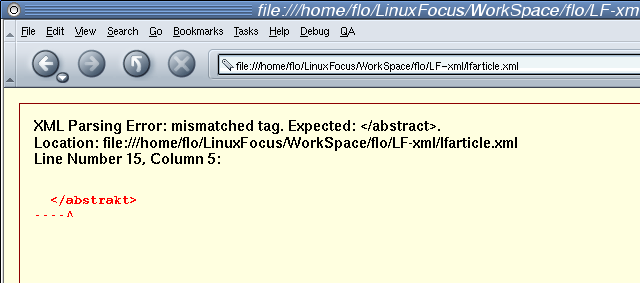 file:///home/flo/LinuxFocus/WorkSpace/flo/LF-xm
File Edit View Search Go Bookmarks Tasks Help Debug QA
file:///home/flo/LinuxFocus/WorkSpace/flo/LF-xml/lfarticle.xml
XML Parsing Error: mismatched tag. Expected: </abstract>.
Location: file:///home/flo/LinuxFocus/WorkSpace/flo/LF-xml/lfarticle.xml
Line Number 15, Column 5:
</abstrakt>
----^